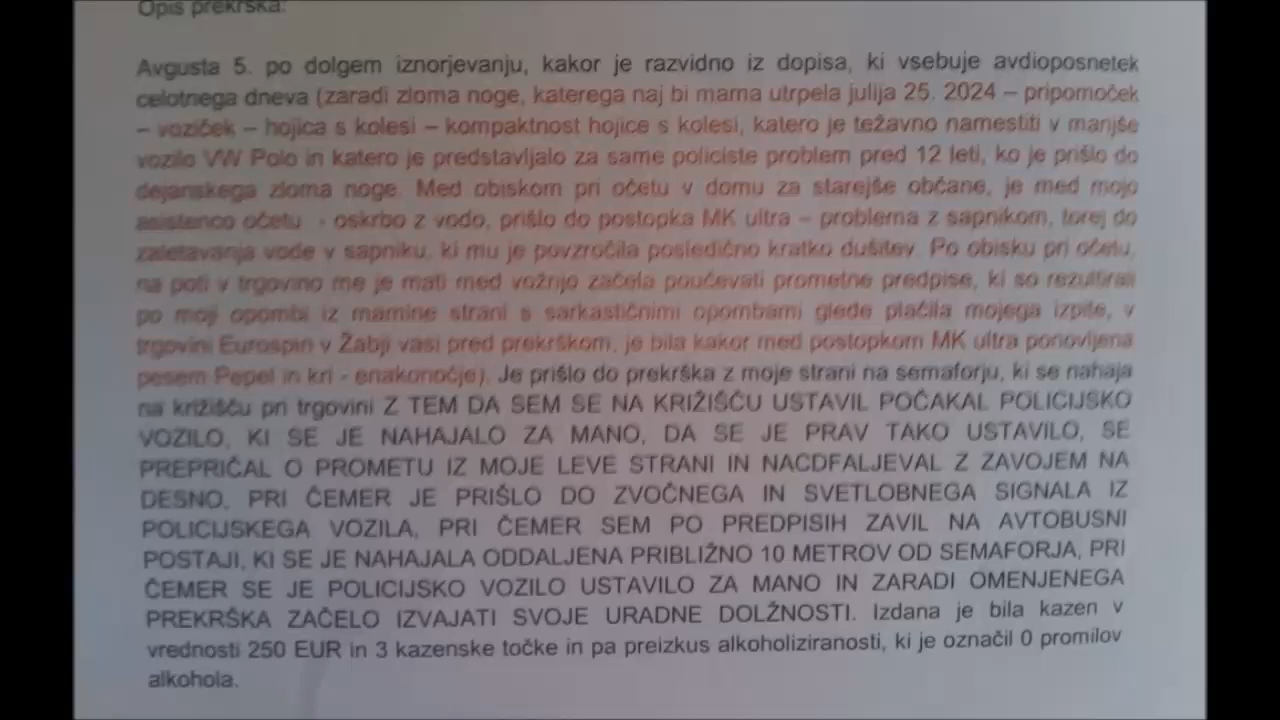 Opis prekrška:
Avgusta 5. po dolgem iznorjevanju, kakor je razvidno iz dopisa, ki vsebuje avdioposnetek
celotnega dneva (zaradi zloma noge, katerega naj bi mama utrpela julija 25. 2024 – pripomoček
– voziček – hojica s kolesi – kompaktnost hojice s kolesi, katero je težavno namestiti v manjše
vozilo VW Polo in katero je predstavljalo za same policiste problem pred 12 leti, ko je prišlo do
dejanskega zloma noge. Med obiskom pri očetu v domu za starejše občane, je med mojo
asistenco očetu - oskrbo z vodo, prišlo do postopka MK ultra – problema z sapnikom, torej do
zaletavanja vode v sapniku, ki mu je povzročila posledično kratko dušitev. Po obisku pri očetu,
na poti v trgovino me je mati med vožnjo začela poučevati prometne predpise, ki so rezultirali
po moji opombi iz mamine strani s sarkastičnimi opombami glede plačila mojega izpita, v
trgovini Eurospin v Žabji vasi pred prekrškom, je bila kakor med postopkom MK ultra ponovljena
pesem Pepel in kri - enakonočje). Je prišlo do prekrška z moje strani na semaforju, ki se nahaja
na križišču pri trgovini Z TEM DA SEM SE NA KRIŽIŠČU USTAVIL POČAKAL POLICIJSKO
VOZILO, KI SE JE NAHAJALO ZA MANO, DA SE JE PRAV TAKO USTAVILO, SE
PREPRIČAL O PROMETU IZ MOJE LEVE STRANI IN NACDFALJEVAL Z ZAVOJEM NA
DESNO, PRI ČEMER JE PRIŠLO DO ZVOČNEGA IN SVETLOBNEGA SIGNALA IZ
POLICIJSKEGA VOZILA, PRI ČEMER SEM PO PREDPISIH ZAVIL NA AVTOBUSNI
POSTAJI, KI SE JE NAHAJALA ODDALJENA PRIBLIŽNO 10 METROV OD SEMAFORJA, PRI
ČEMER SE JE POLICIJSKO VOZILO USTAVILO ZA MANO IN ZARADI OMENJENEGA
PREKRŠKA ZAČELO IZVAJATI SVOJE URADNE DOLŽNOSTI. Izdana je bila kazen v
vrednosti 250 EUR in 3 kazenske točke in pa preizkus alkoholiziranosti, ki je označil 0 promilov
alkohola.